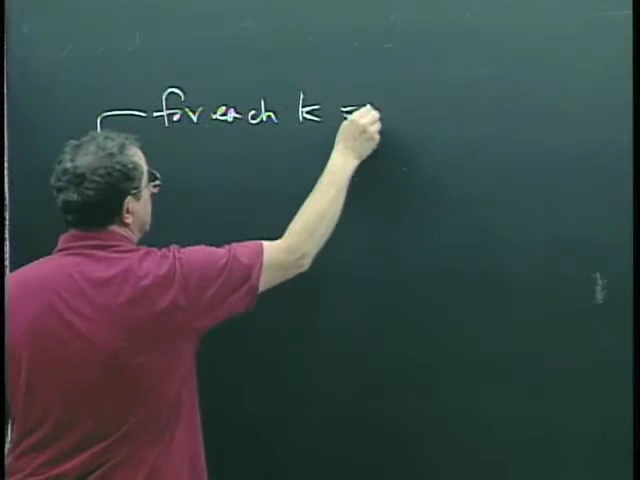 for each k =